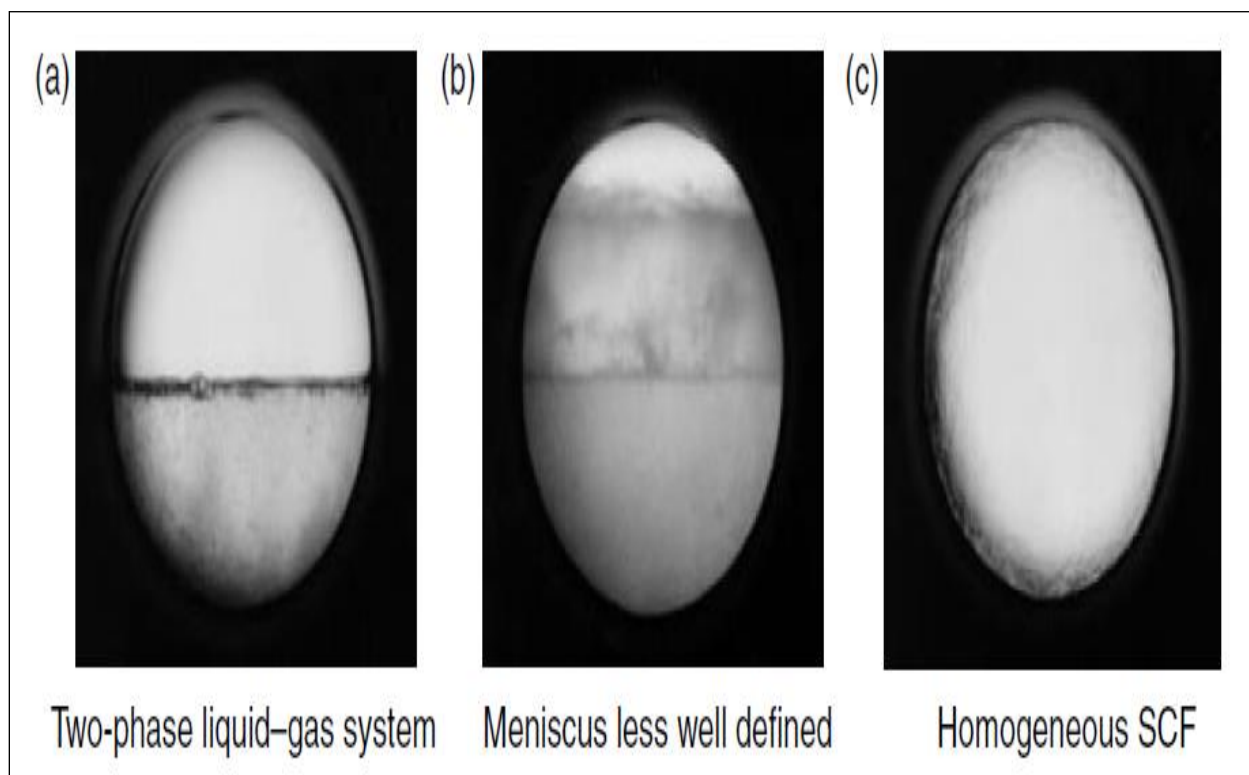 (a)
(b)
(c)
Two-phase liquid–gas system
Meniscus less well defined
Homogeneous SCF